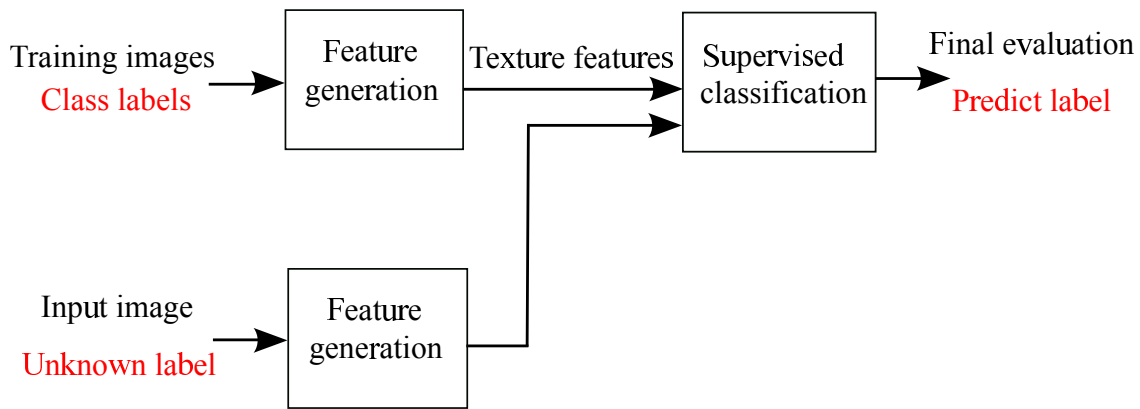 Training images
Class labels
Feature
generation
Texture features
Supervised
classification
Final evaluation
Predict label
Input image
Unknown label
Feature
generation